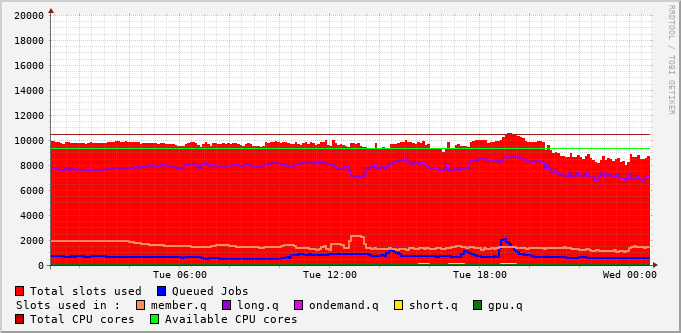 RRDTOOL / TOBI OETIKER
20000
18000
16000
14000
12000
10000
8000
6000
4000
2000
0
Tue 06:00 Tue 12:00 Tue 18:00 Wed 00:00
Total slots used Queued Jobs
Slots used in : member.q long.q ondemand.q short.q gpu.q
Total CPU cores Available CPU cores